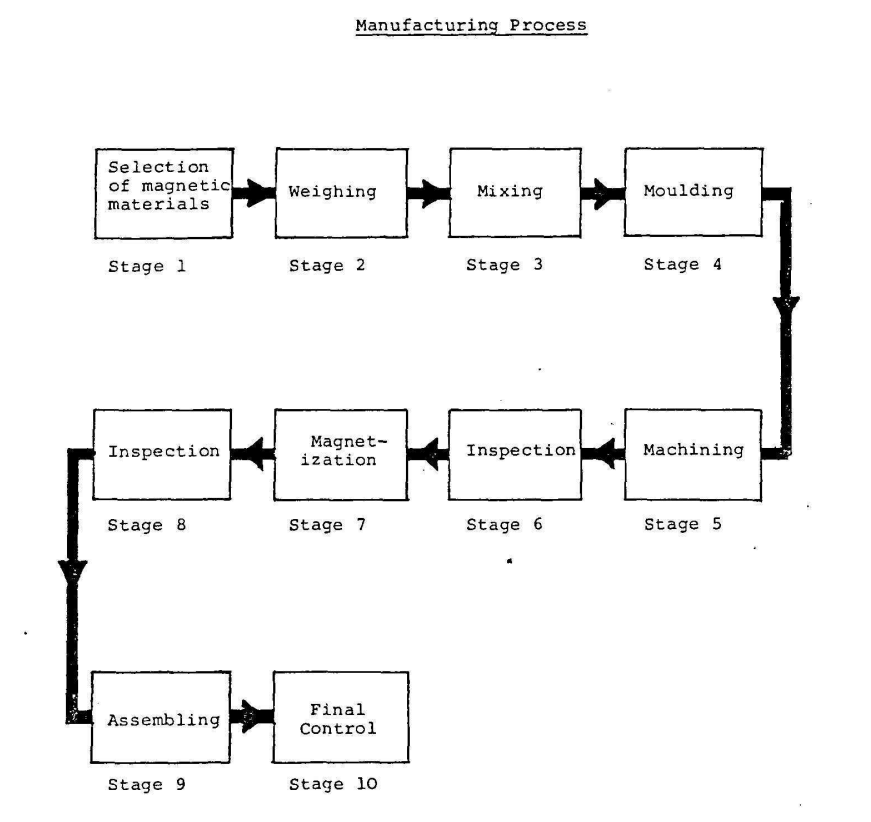 Manufacturing Process
Selection
of magnetic
materials
Weighing
Mixing
Moulding
Stage 1
Stage 2
Stage 3
Stage 4
Machining
Inspection
Magnet-
ization
Inspection
Stage 5
Stage 6
Stage 7
Stage 8
Assembling
Final
Control
Stage 9
Stage 10